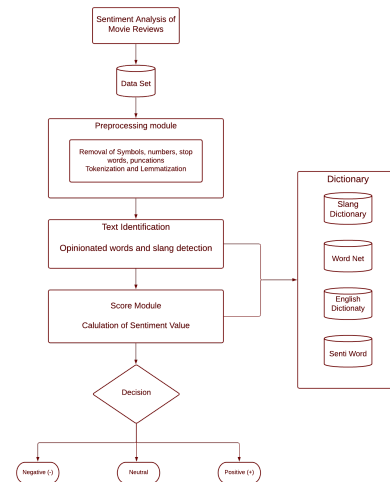 Sentiment Analysis of
Movie Reviews
Data Set
Preprocessing module
Removal of Symbols, numbers, stop
words, puncations
Tokenization and Lemmatization
Text Identification
Opinionated words and slang detection
Score Module
Calulation of Sentiment Value
Decision
Negative (-)
Neutral
Positive (+)
Dictionary
Slang
Dictionary
Word Net
English
Dictionaty
Senti Word